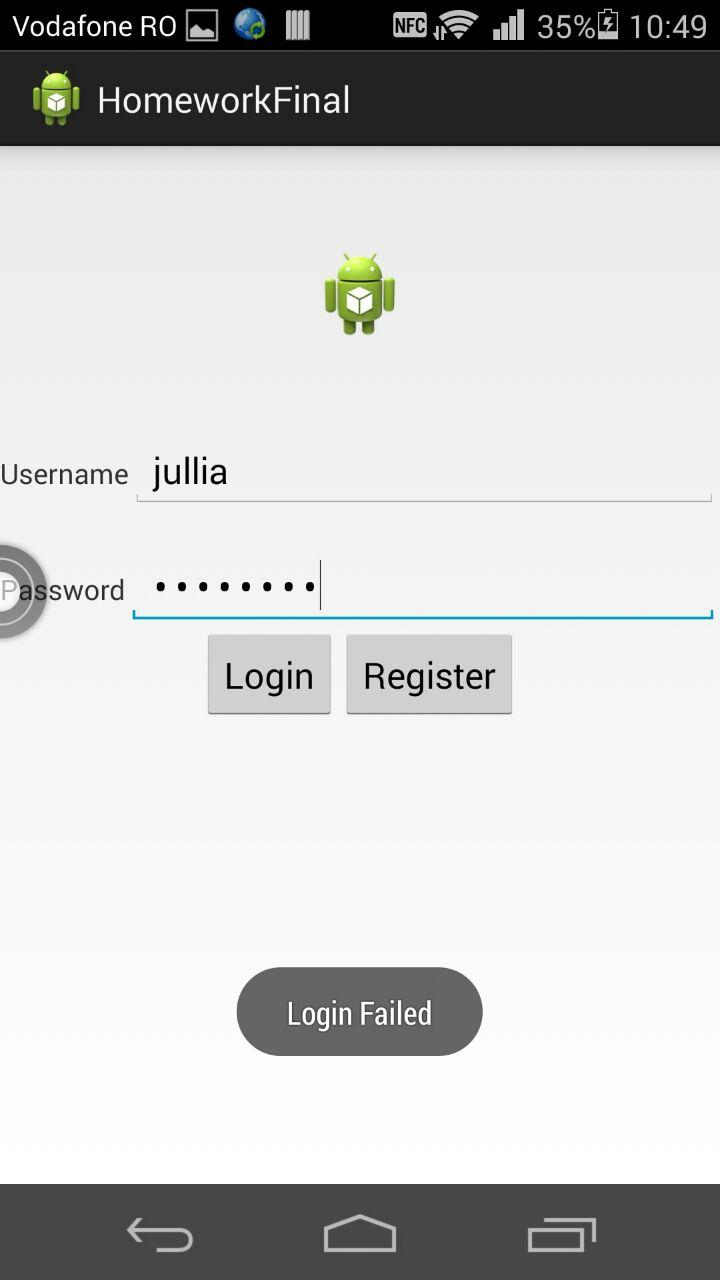 Vodafone RO NFC 35% 10:49
HomeworkFinal
Username jullia
Password ••••••••
Login Register
Login Failed